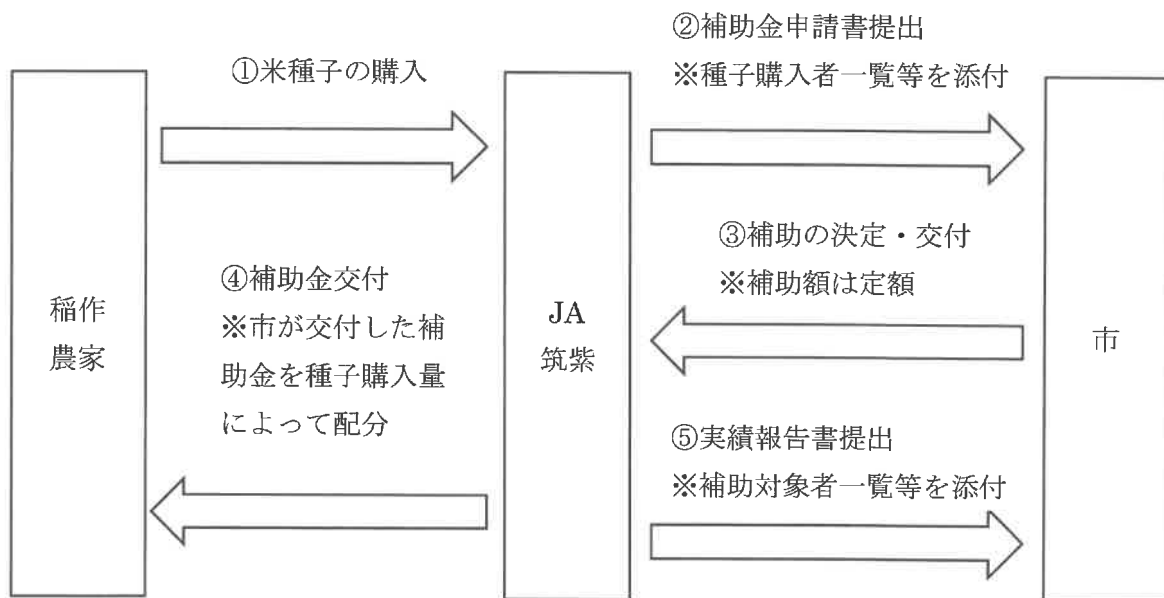 ①米種子の購入
②補助金申請書提出
※種子購入者一覧等を添付
稲作
農家
④補助金交付
※市が交付した補
助金を種子購入量
によって配分
JA
筑紫
③補助の決定・交付
※補助額は定額
市
⑤実績報告書提出
※補助対象者一覧等を添付